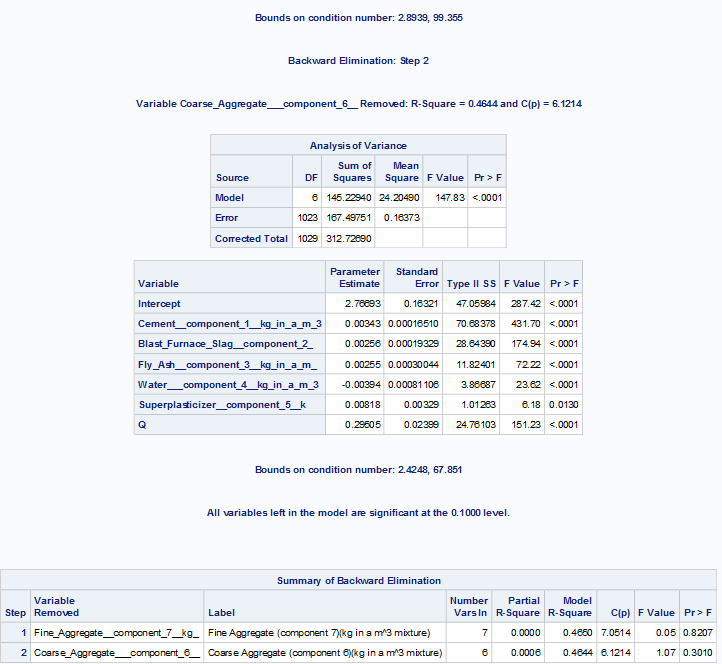 Bounds on condition number: 2.8939, 99.355
Backward Elimination: Step 2
Variable Coarse_Aggregate___component_6__ Removed: R-Square = 0.4644 and C(p) = 6.1214
Analysis of Variance
Source DF Sum of Squares Mean Square F Value Pr > F
Model 6 145.22940 24.20490 147.83 <.0001
Error 1023 167.49751 0.16373
Corrected Total 1029 312.72690
Variable Parameter Estimate Standard Error Type II SS F Value Pr > F
Intercept 2.76693 0.16321 47.05984 287.42 <.0001
Cement__component_1__kg_in_a_m_3 0.00343 0.00016510 70.68378 431.70 <.0001
Blast_Furnace_Slag__component_2_ 0.00256 0.00019329 28.64390 174.94 <.0001
Fly_Ash__component_3__kg_in_a_m_ 0.00255 0.00030044 11.82401 72.22 <.0001
Water___component_4__kg_in_a_m_3 -0.00394 0.00081106 3.86687 23.62 <.0001
Superplasticizer__component_5__k 0.00818 0.00329 1.01263 6.18 0.0130
Q 0.29505 0.02399 24.76103 151.23 <.0001
Bounds on condition number: 2.4248, 67.851
All variables left in the model are significant at the 0.1000 level.
Summary of Backward Elimination
Step Variable Removed Label Number Vars In Partial R-Square Model R-Square C(p) F Value Pr > F
1 Fine_Aggregate__component_7__kg_ Fine Aggregate (component 7)(kg in a m^3 mixture) 7 0.0000 0.4650 7.0514 0.05 0.8207
2 Coarse_Aggregate___component_6__ Coarse Aggregate (component 6)(kg in a m^3 mixture) 6 0.0006 0.4644 6.1214 1.07 0.3010